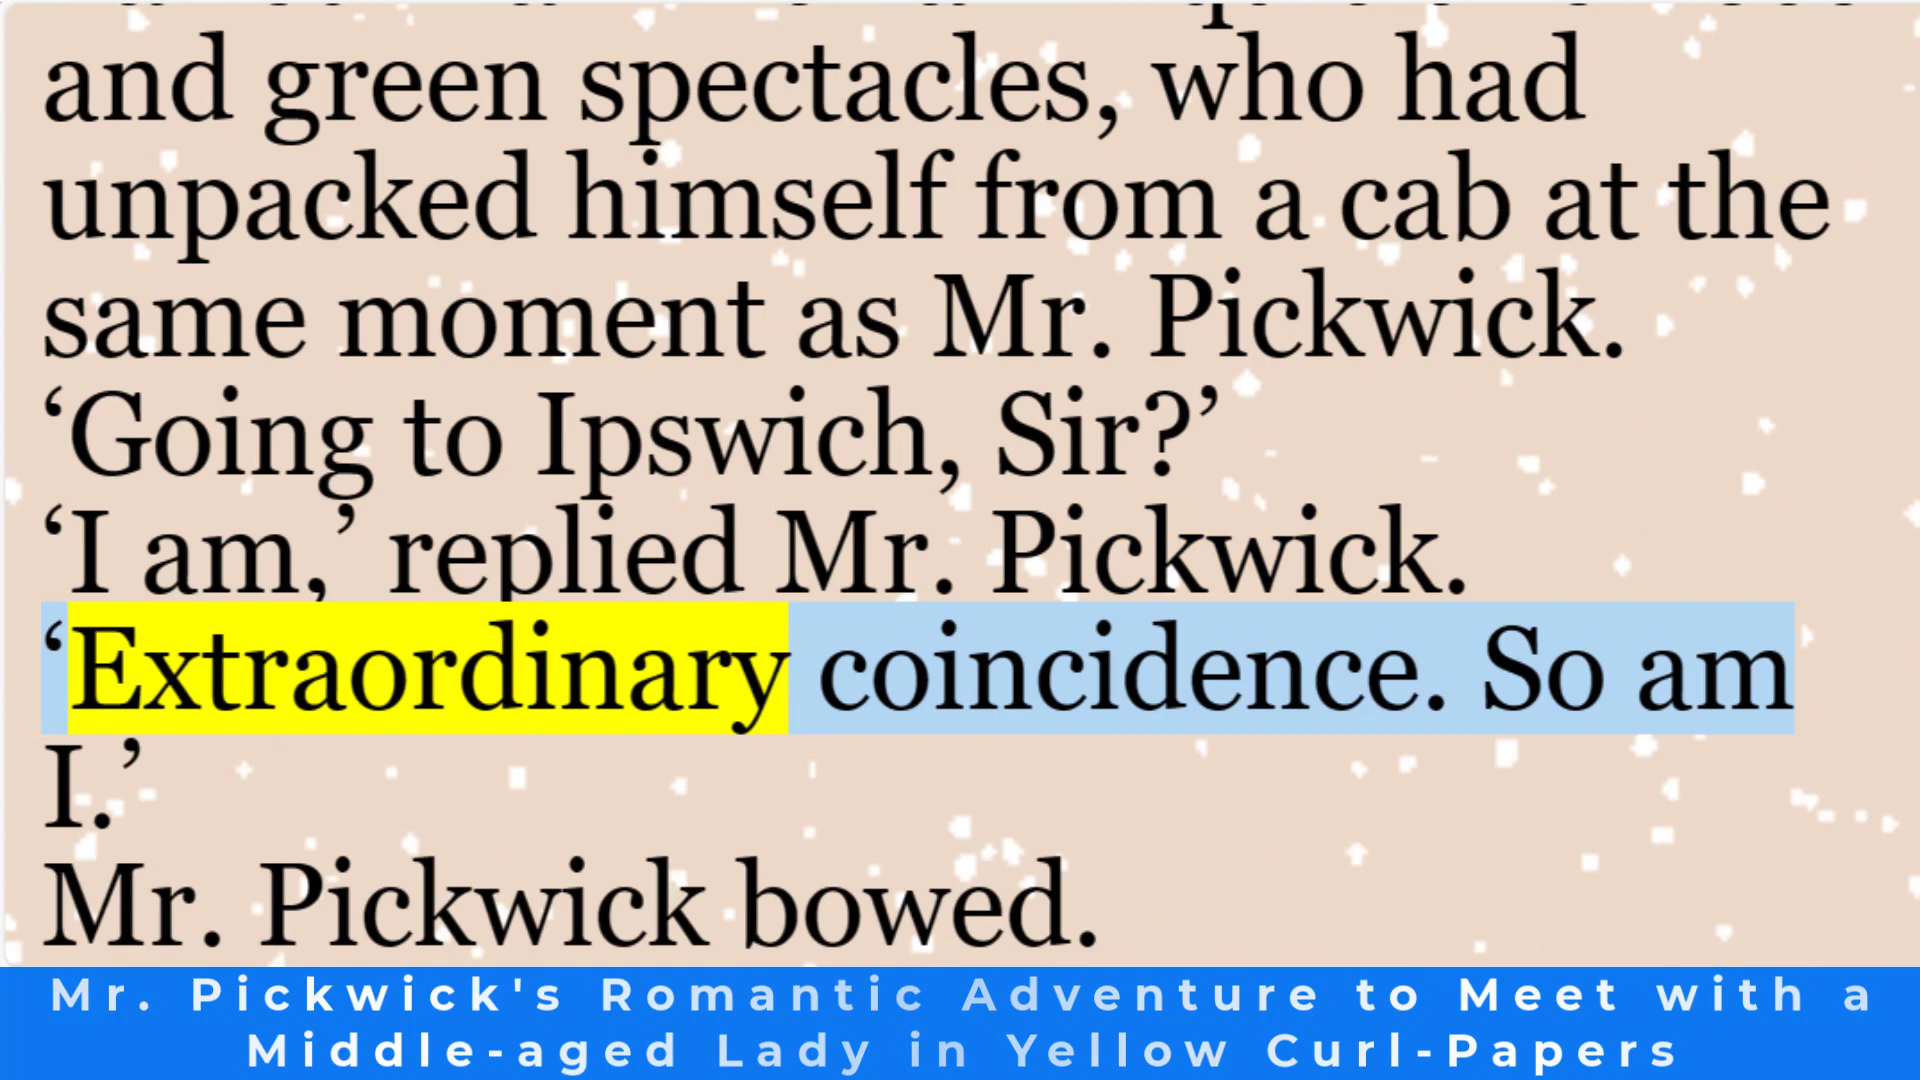 and green spectacles, who had
unpacked himself from a cab at the
same moment as Mr. Pickwick.
‘Going to Ipswich, Sir?’
‘I am,’ replied Mr. Pickwick.
‘Extraordinary coincidence. So am
I.’
Mr. Pickwick bowed.
Mr. Pickwick's Romantic Adventure to Meet with a
Middle-aged Lady in Yellow Curl-Papers